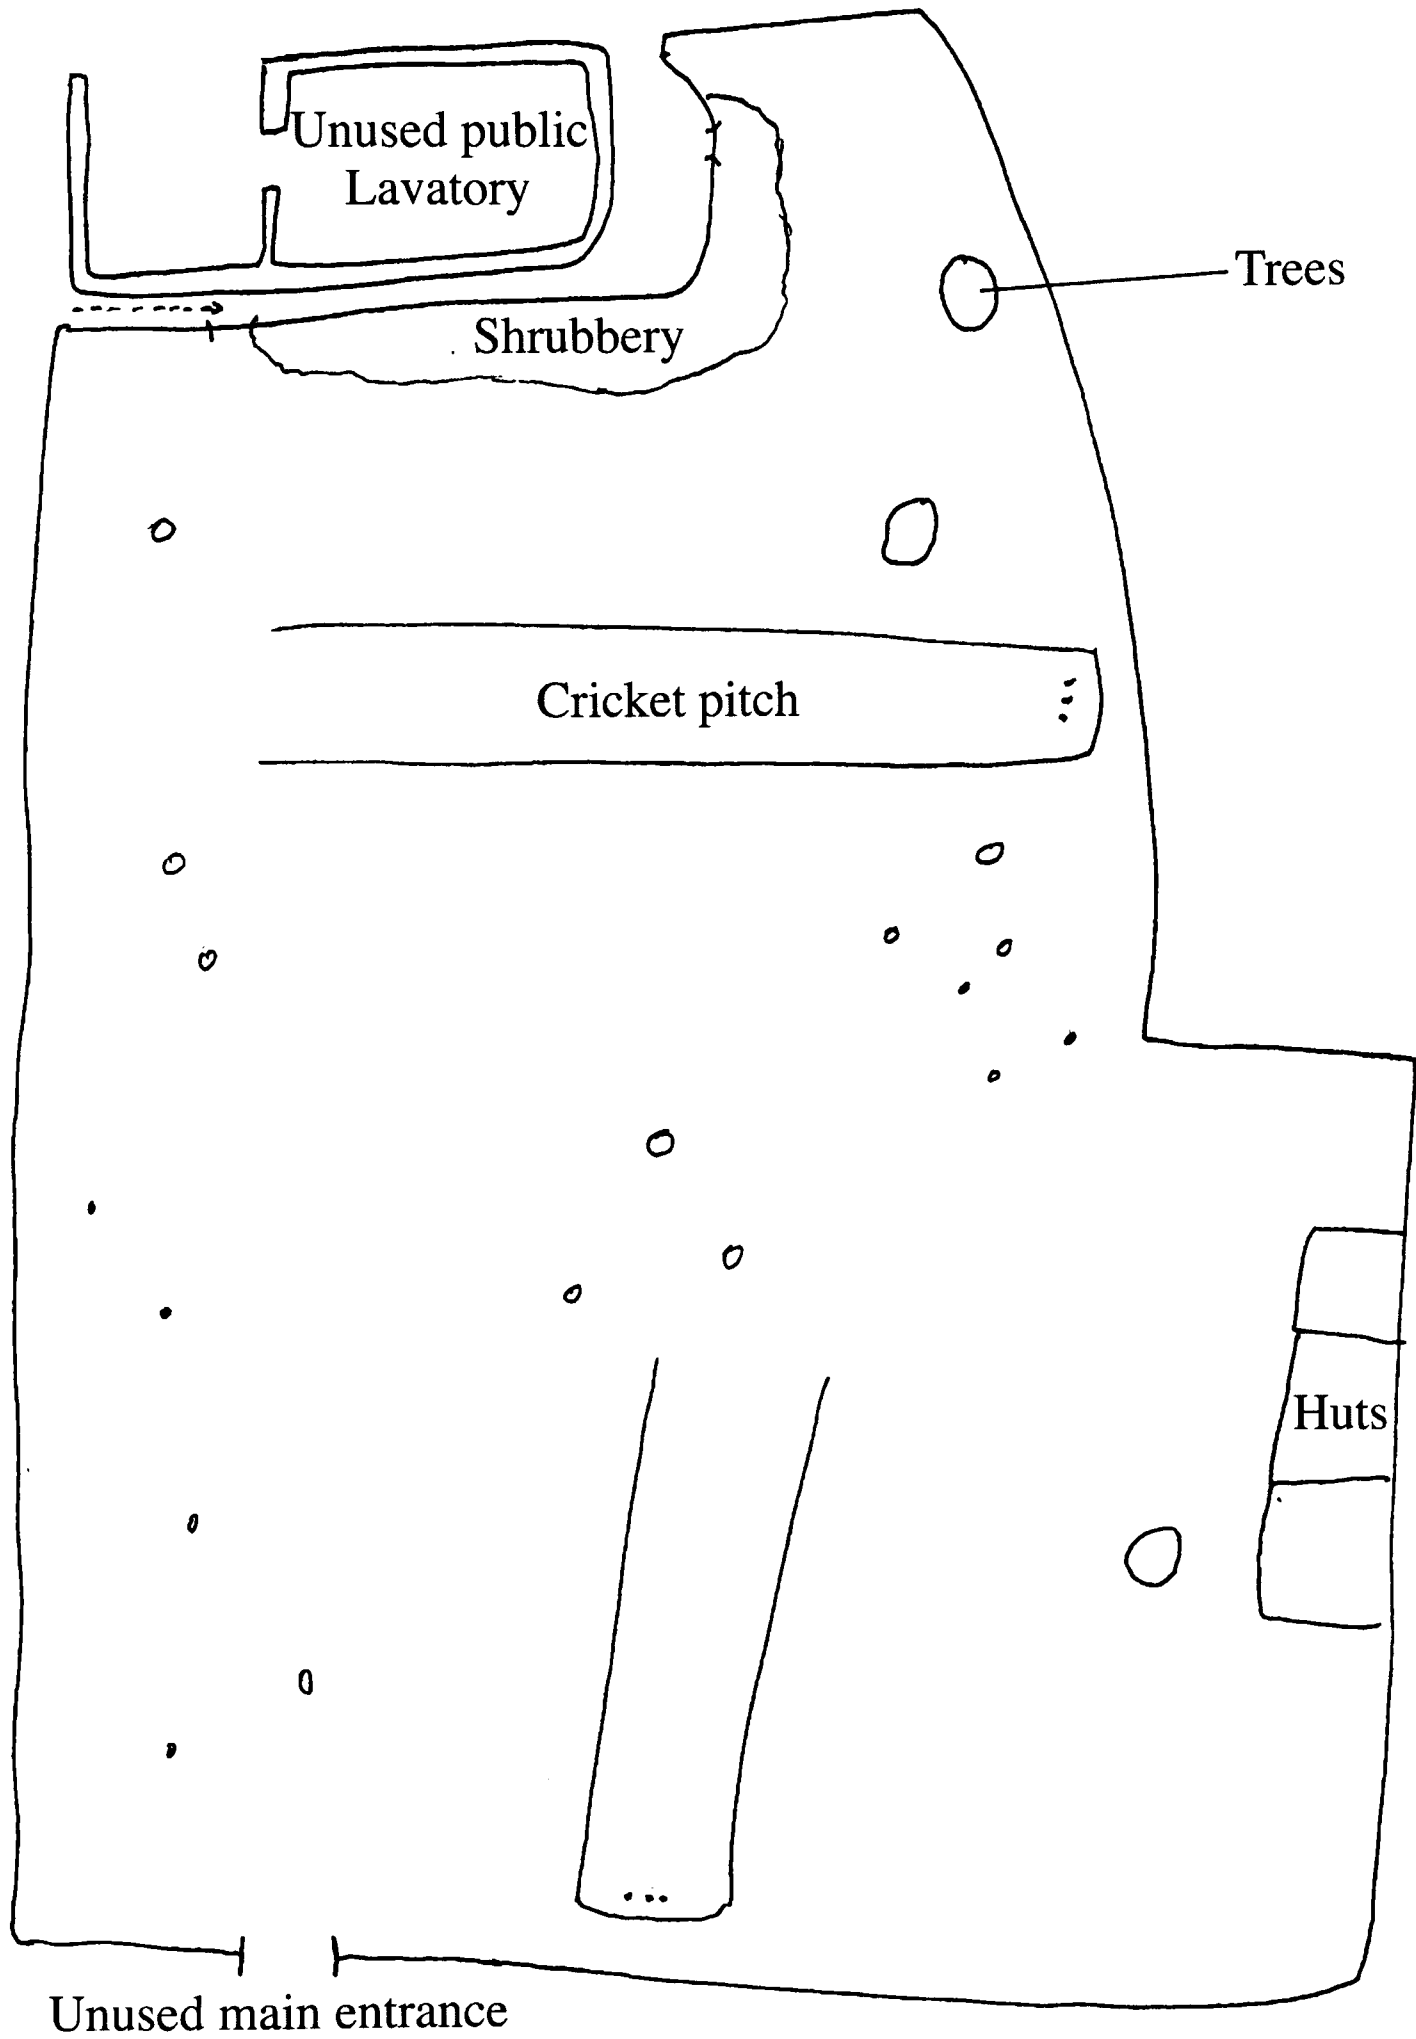 Unused public
Lavatory
Trees
Shrubbery
Cricket pitch
Huts
Unused main entrance